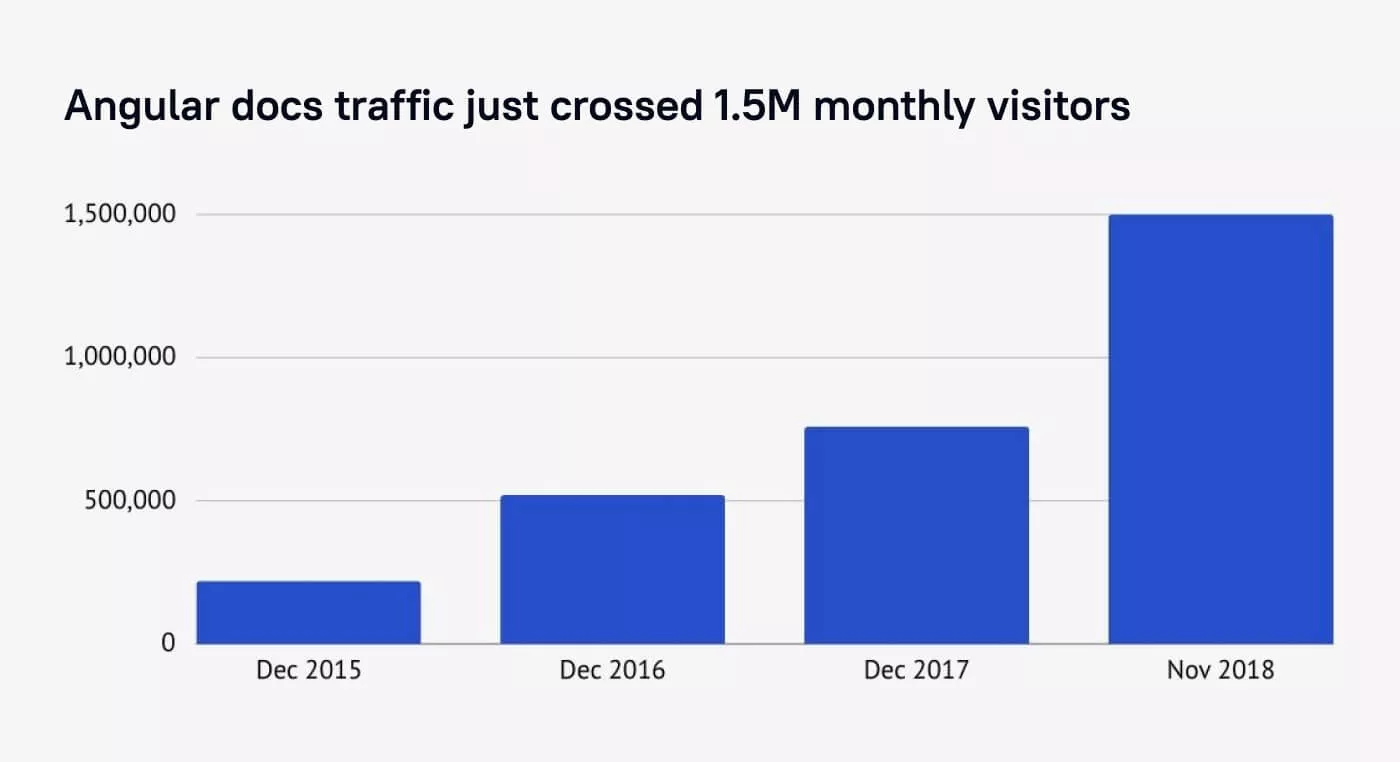 Angular docs traffic just crossed 1.5M monthly visitors
1,500,000
1,000,000
500,000
0
Dec 2015 Dec 2016 Dec 2017 Nov 2018